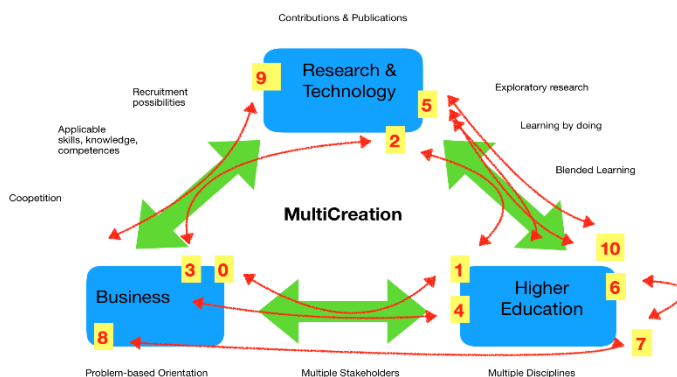 Contributions & Publications
9
Research &
Technology
5
2
Recruitment
possibilities
Exploratory research
Applicable
skills, knowledge,
competences
Learning by doing
Blended Learning
Coopetition
MultiCreation
10
3
0
1
Business
Higher
Education
6
4
8
7
Problem-based Orientation
Multiple Stakeholders
Multiple Disciplines